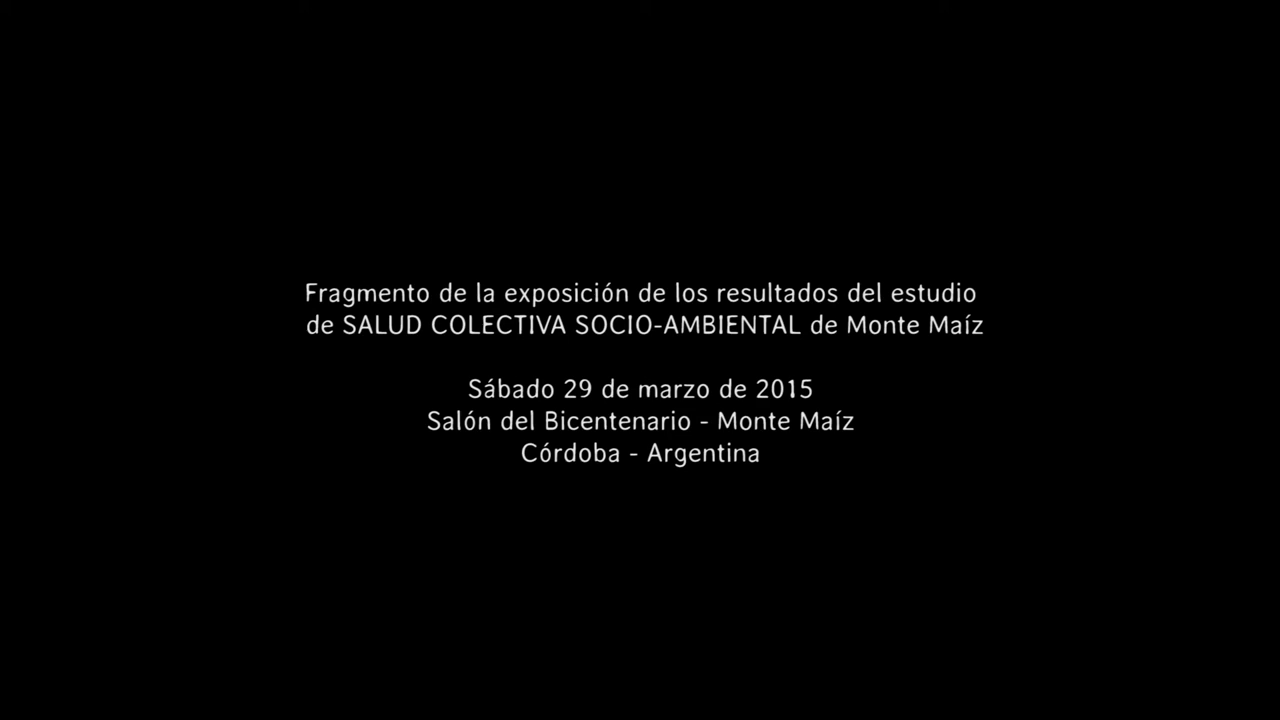 Fragmento de la exposición de los resultados del estudio
de SALUD COLECTIVA SOCIO-AMBIENTAL de Monte Maíz
Sábado 29 de marzo de 2015
Salón del Bicentenario - Monte Maíz
Córdoba - Argentina